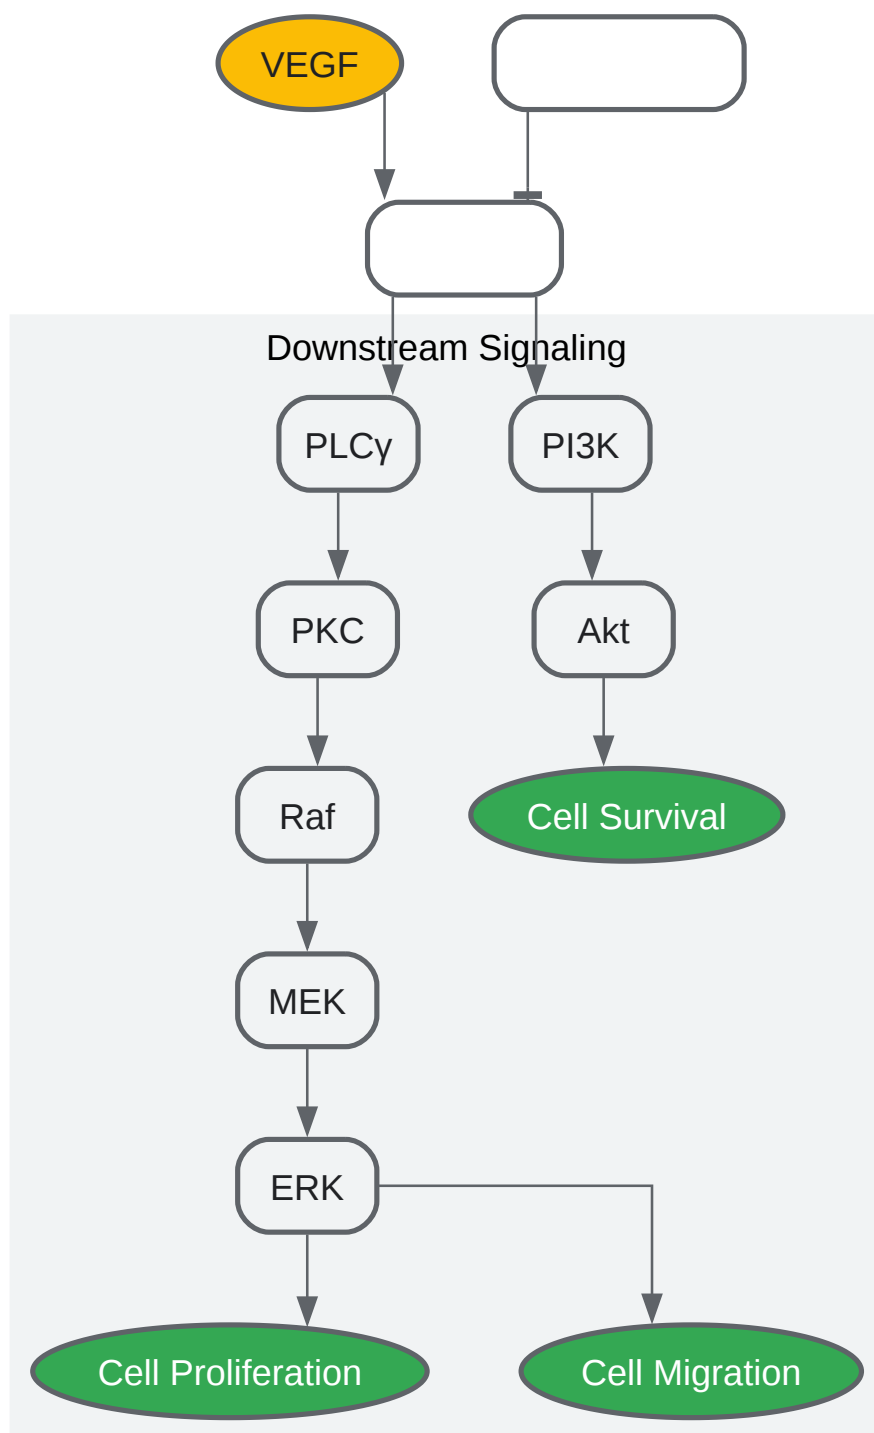 VEGF
Downstream Signaling
PLCγ
PI3K
PKC
Akt
Raf
Cell Survival
MEK
ERK
Cell Proliferation
Cell Migration